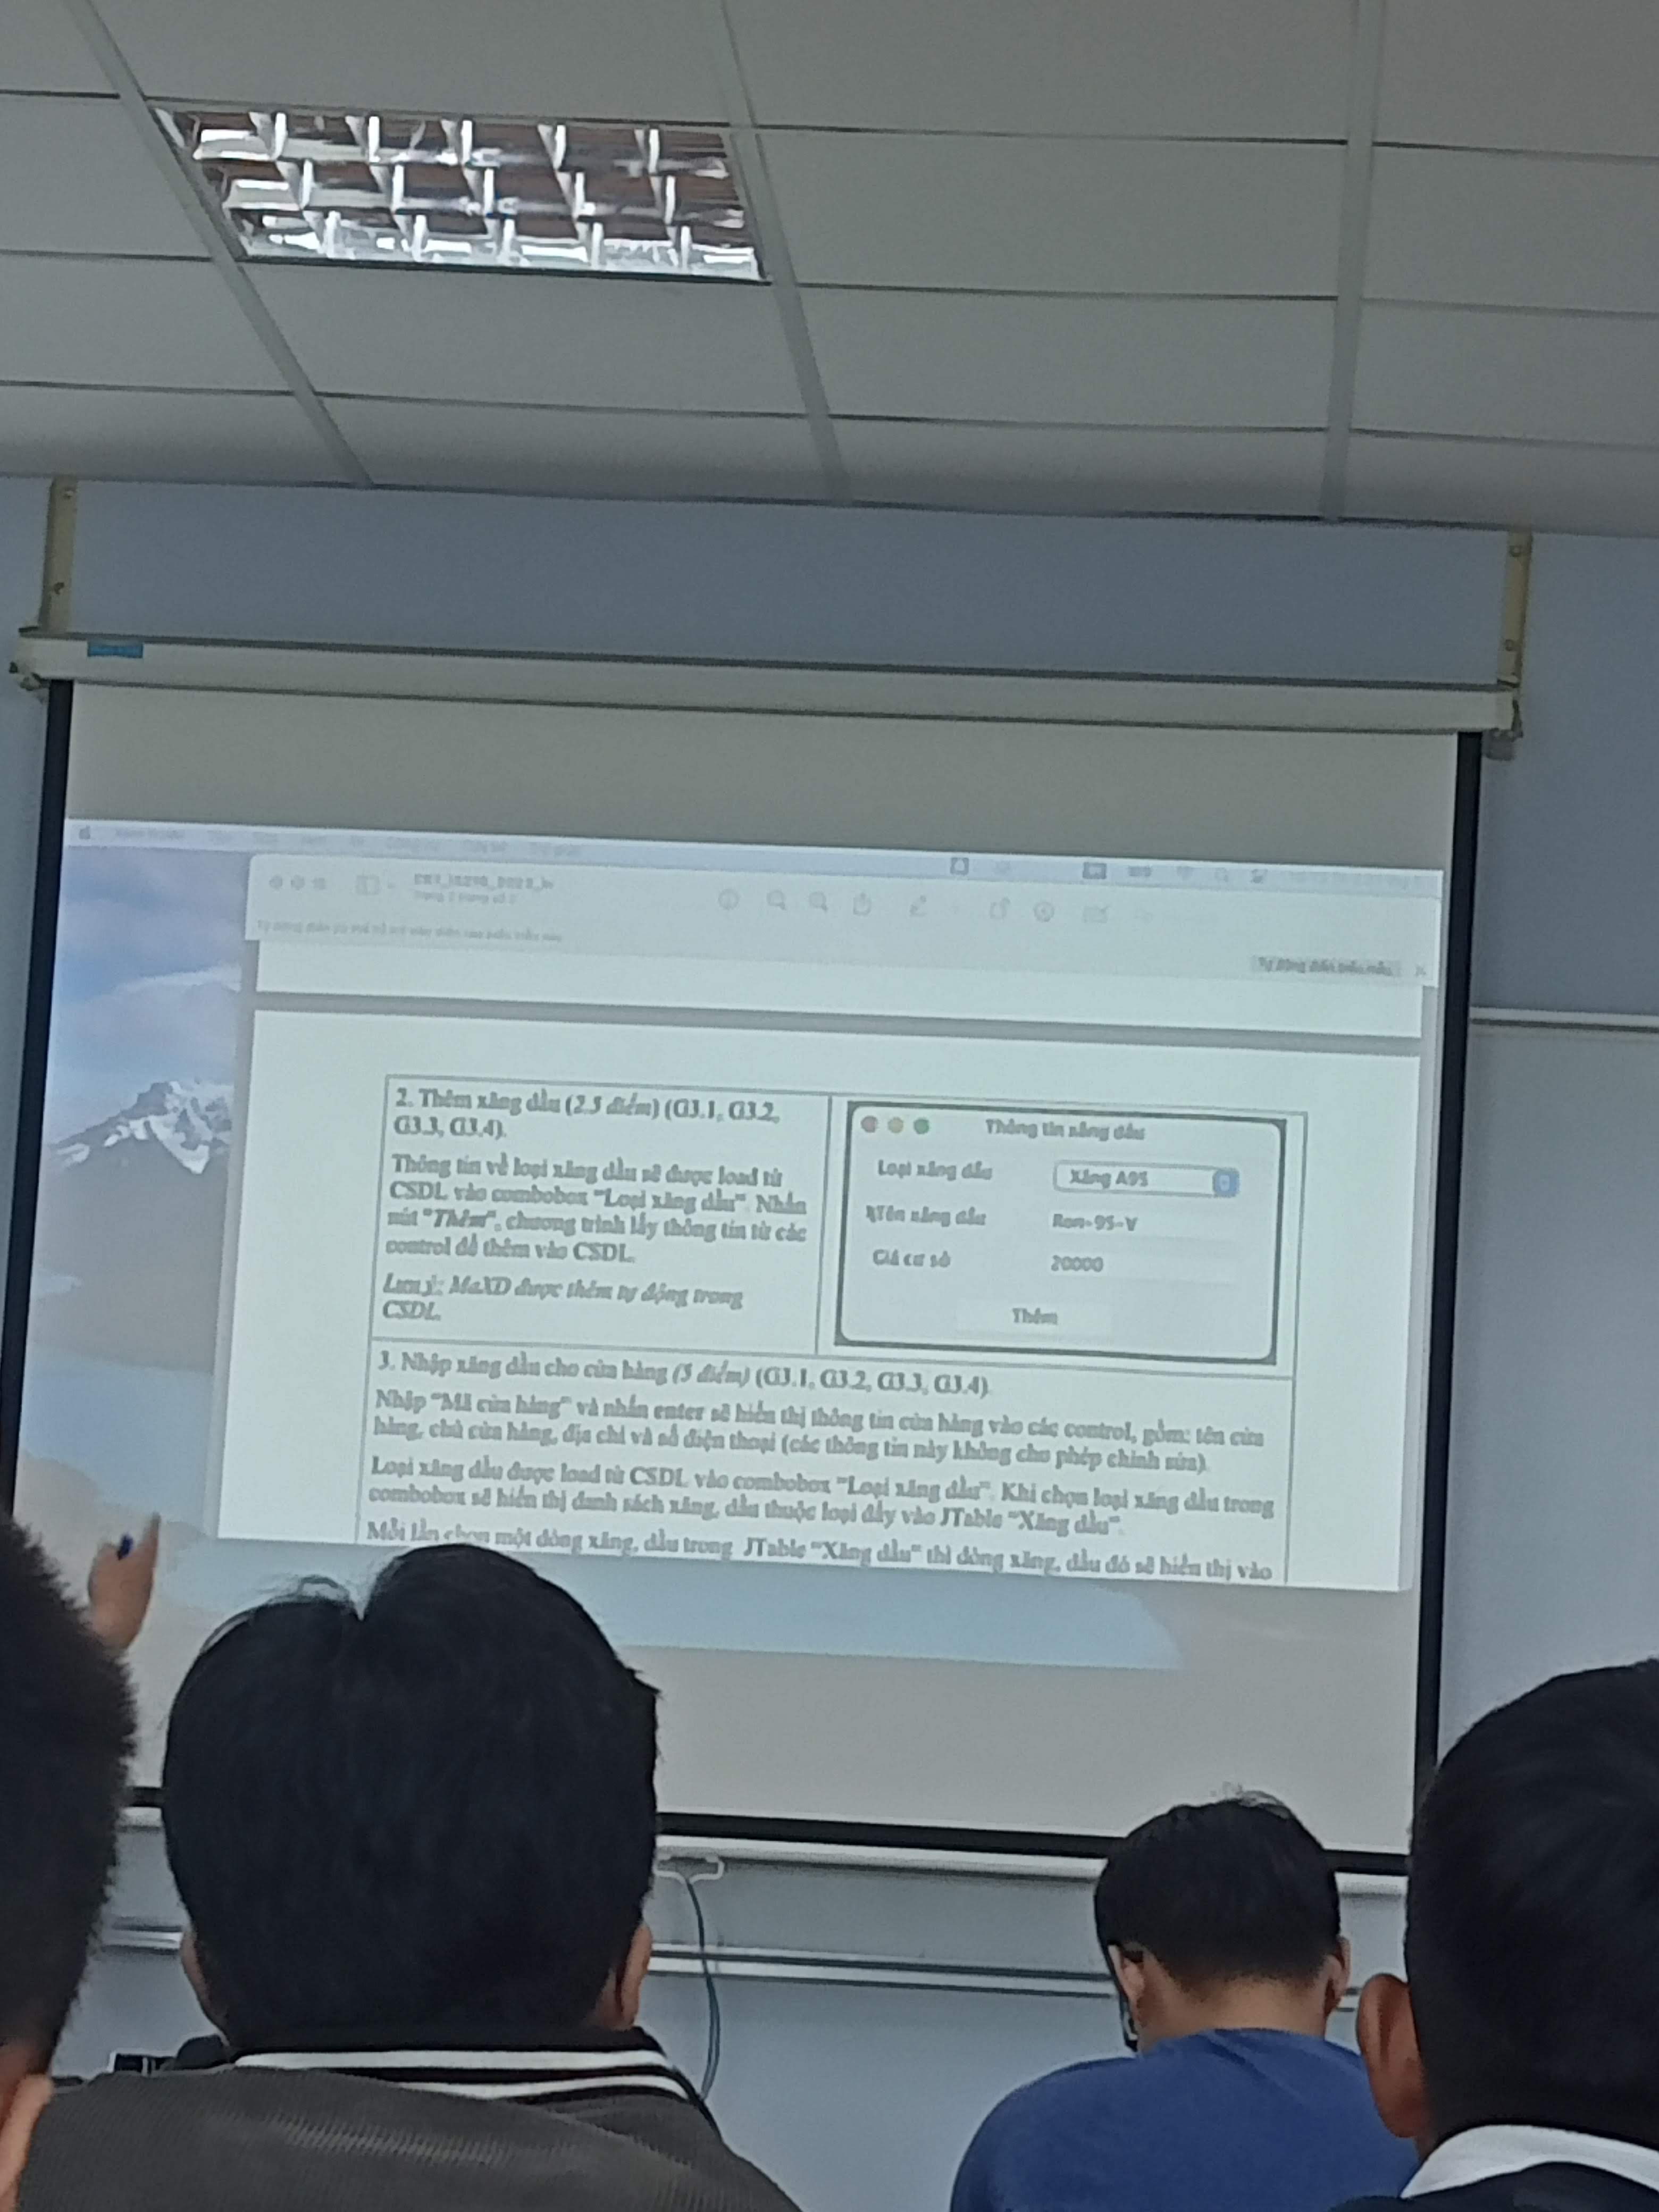 2. Thêm xăng dầu (2.5 điểm) (G3.1, G3.2,
G3.3, G3.4).
Thông tin về loại xăng dầu sẽ được load từ
CSDL vào combobox "Loại xăng dầu". Nhấn
nút "Thêm", chương trình lấy thông tin từ các
control để thêm vào CSDL.
Lưu ý: MaXD được thêm tự động trong
CSDL.
Thông tin xăng dầu
Loại xăng dầu
Xăng A95
Tên xăng dầu
Ron-95-V
Giá cơ sở
20000
Thêm
3. Nhập xăng dầu cho cửa hàng (5 điểm) (G3.1, G3.2, G3.3, G3.4)
Nhập "Mã cửa hàng" và nhấn enter sẽ hiển thị thông tin cửa hàng vào các control, gồm: tên cửa
hàng, chủ cửa hàng, địa chỉ và số điện thoại (các thông tin này không cho phép chỉnh sửa).
Loại xăng dầu được load từ CSDL vào combobox "Loại xăng dầu". Khi chọn loại xăng dầu trong
combobox sẽ hiển thị danh sách xăng, dầu thuộc loại đấy vào JTable "Xăng dầu".
Mỗi lần chọn một dòng xăng, dầu trong JTable "Xăng dầu" thì dòng xăng, dầu đó sẽ hiển thị vào